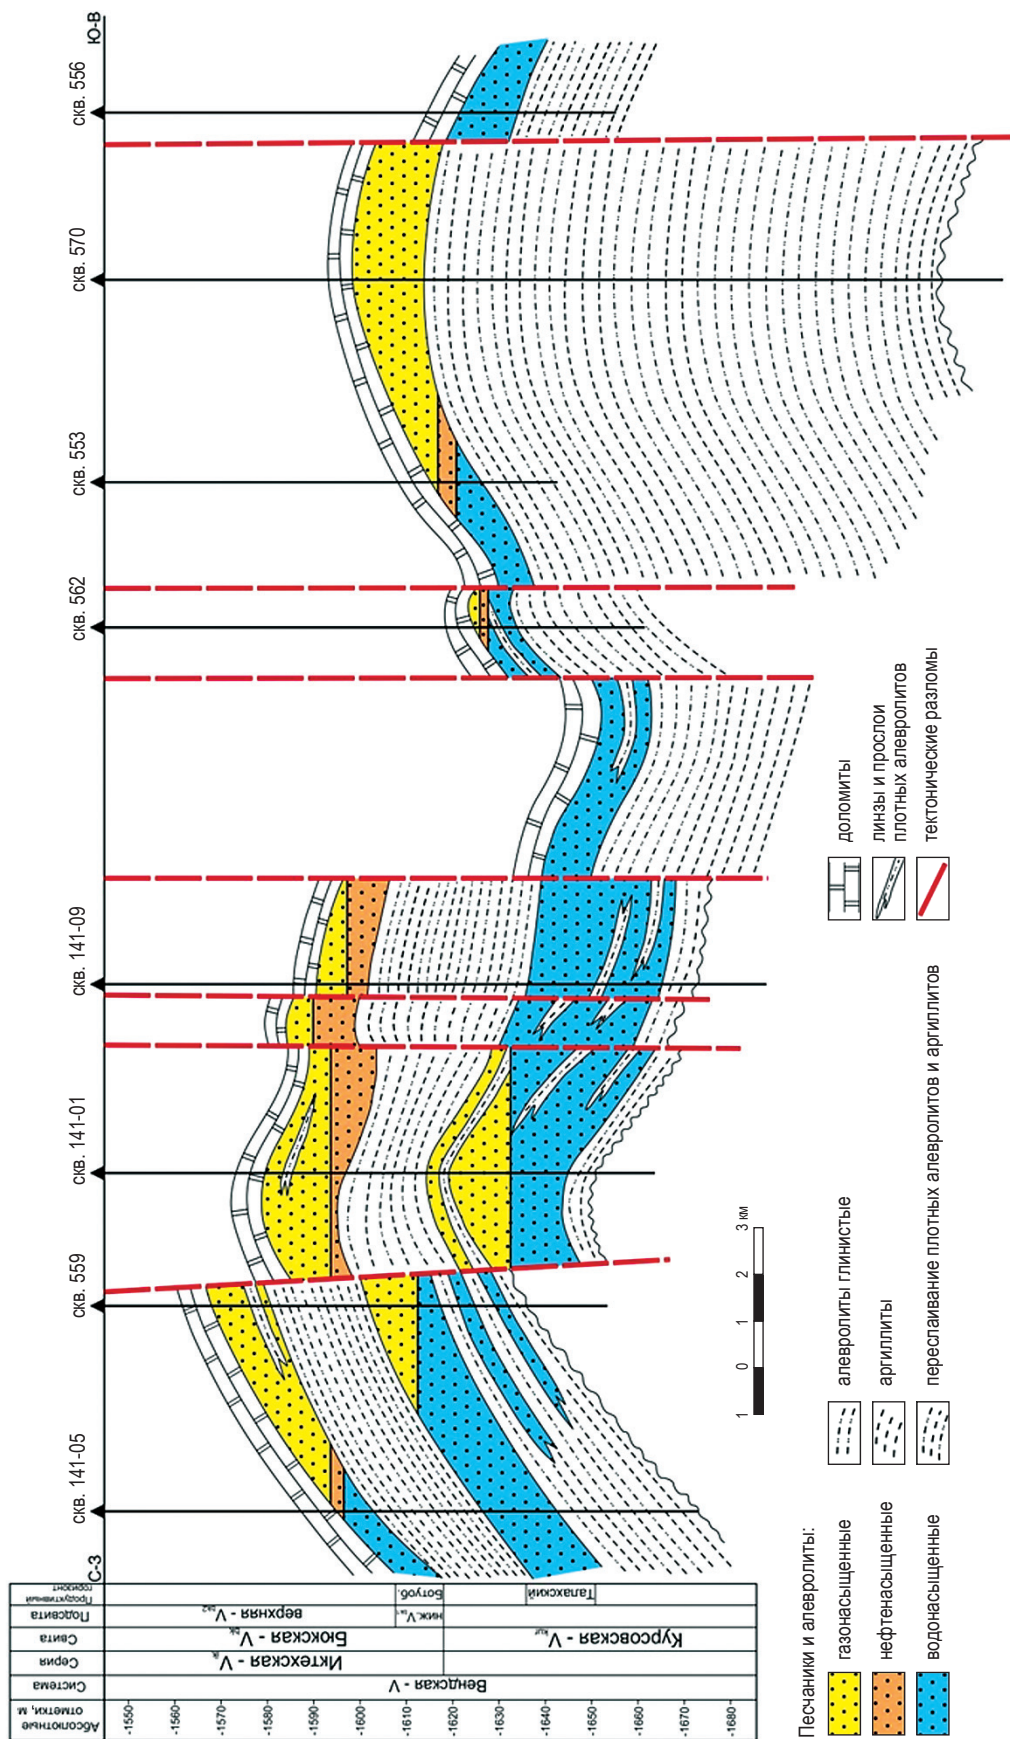 С-З
Ю-В
скв. 141-05
скв. 559
скв. 141-01
скв. 141-09
скв. 562
скв. 553
скв. 570
скв. 556
Абсолютные
отметки, м
Система
Серия
Свита
Подсвита
Продуктивный
горизонт
Вендская - V
Иктехская - V
Бюкская - V
Курсовская - V
верхняя - V
ниж. V
Ботуоб.
Талахский
-1550
-1560
-1570
-1580
-1590
-1600
-1610
-1620
-1630
-1640
-1650
-1660
-1670
-1680
1 0 1 2 3 км
Песчаники и алевролиты:
газонасыщенные
нефтенасыщенные
водонасыщенные
алевролиты глинистые
аргиллиты
переслаивание плотных алевролитов и аргиллитов
доломиты
линзы и прослои
плотных алевролитов
тектонические разломы